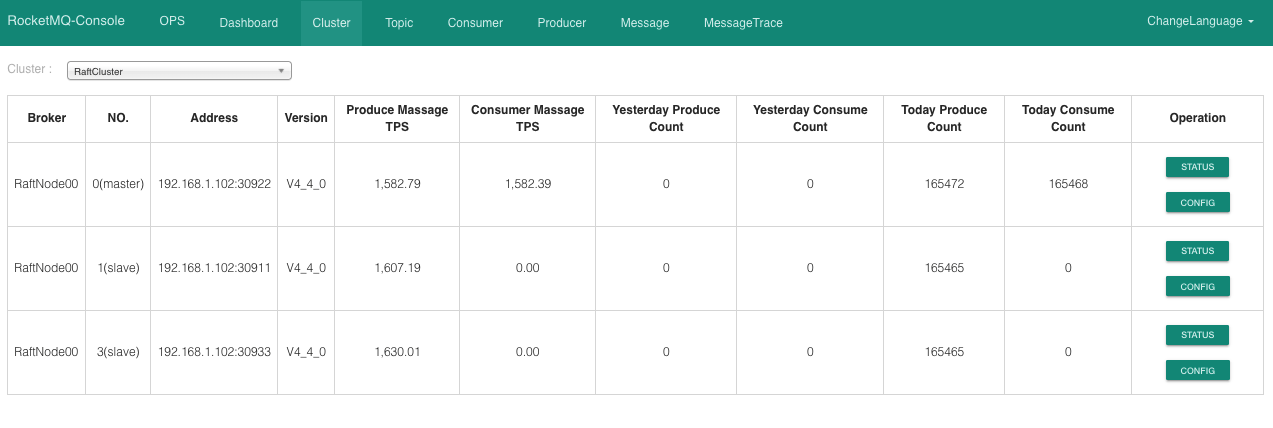 RocketMQ-Console OPS Dashboard Cluster Topic Consumer Producer Message MessageTrace ChangeLanguage
Cluster : RaftCluster
Broker NO. Address Version Produce Massage TPS Consumer Massage TPS Yesterday Produce Count Yesterday Consume Count Today Produce Count Today Consume Count Operation
RaftNode00 0(master) 192.168.1.102:30922 V4_4_0 1,582.79 1,582.39 0 0 165472 165468 STATUS
CONFIG
RaftNode00 1(slave) 192.168.1.102:30911 V4_4_0 1,607.19 0.00 0 0 165465 0 STATUS
CONFIG
RaftNode00 3(slave) 192.168.1.102:30933 V4_4_0 1,630.01 0.00 0 0 165465 0 STATUS
CONFIG